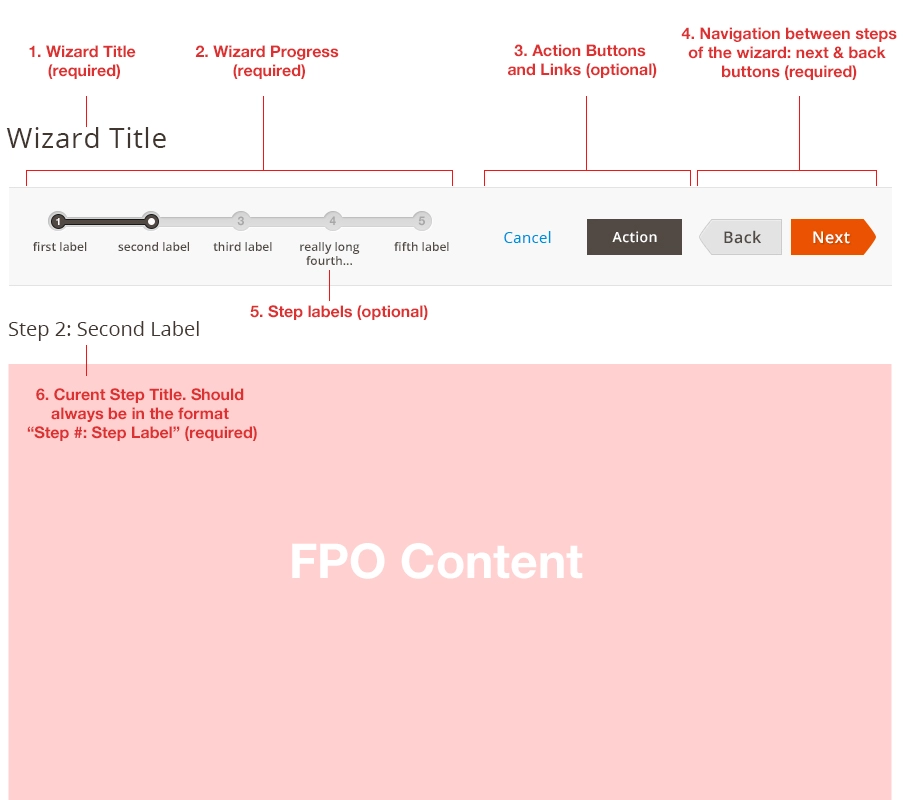 1. Wizard Title
(required)
2. Wizard Progress
(required)
3. Action Buttons
and Links (optional)
4. Navigation between steps
of the wizard: next & back
buttons (required)
Wizard Title
1
3
4
5
first label
second label
third label
really long
fourth...
fifth label
Cancel
Action
Back
Next
5. Step labels (optional)
Step 2: Second Label
6. Curent Step Title. Should
always be in the format
“Step #: Step Label” (required)
FPO Content